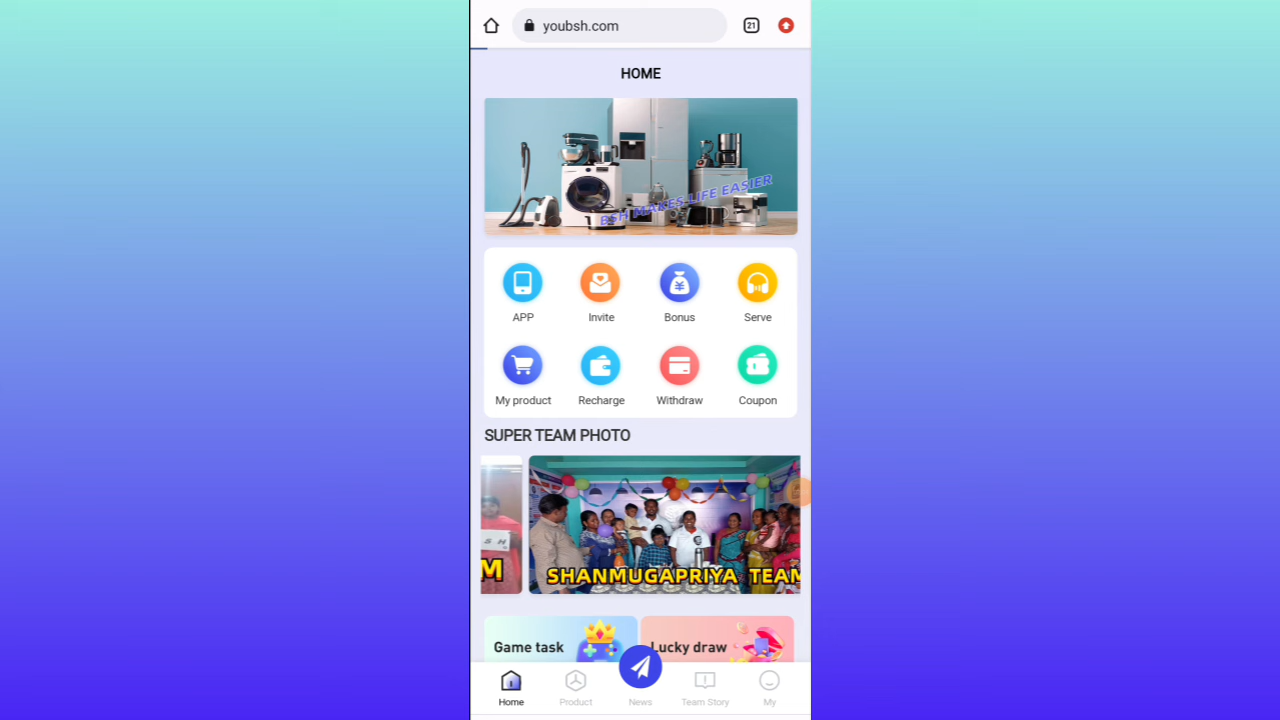 youbsh.com
21
HOME
BSH MAKES LIFE EASIER
APP
Invite
Bonus
Serve
My product
Recharge
Withdraw
Coupon
SUPER TEAM PHOTO
S H
M
SHANMUGAPRIYA TEAM
Game task
Lucky draw
Home
Product
News
Team Story
My